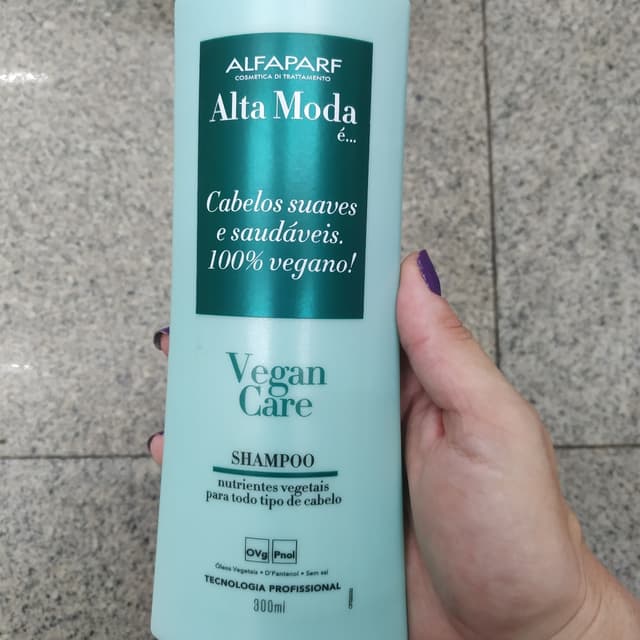 ALFAPARF
COSMETICA DI TRATTAMENTO
Alta Moda
é...
Cabelos suaves
e saudáveis.
100% vegano!
Vegan
Care
SHAMPOO
nutrientes vegetais
para todo tipo de cabelo
OVg Pnol
Óleos Vegetais • D'Pantenol • Sem sal
TECNOLOGIA PROFISSIONAL
300ml